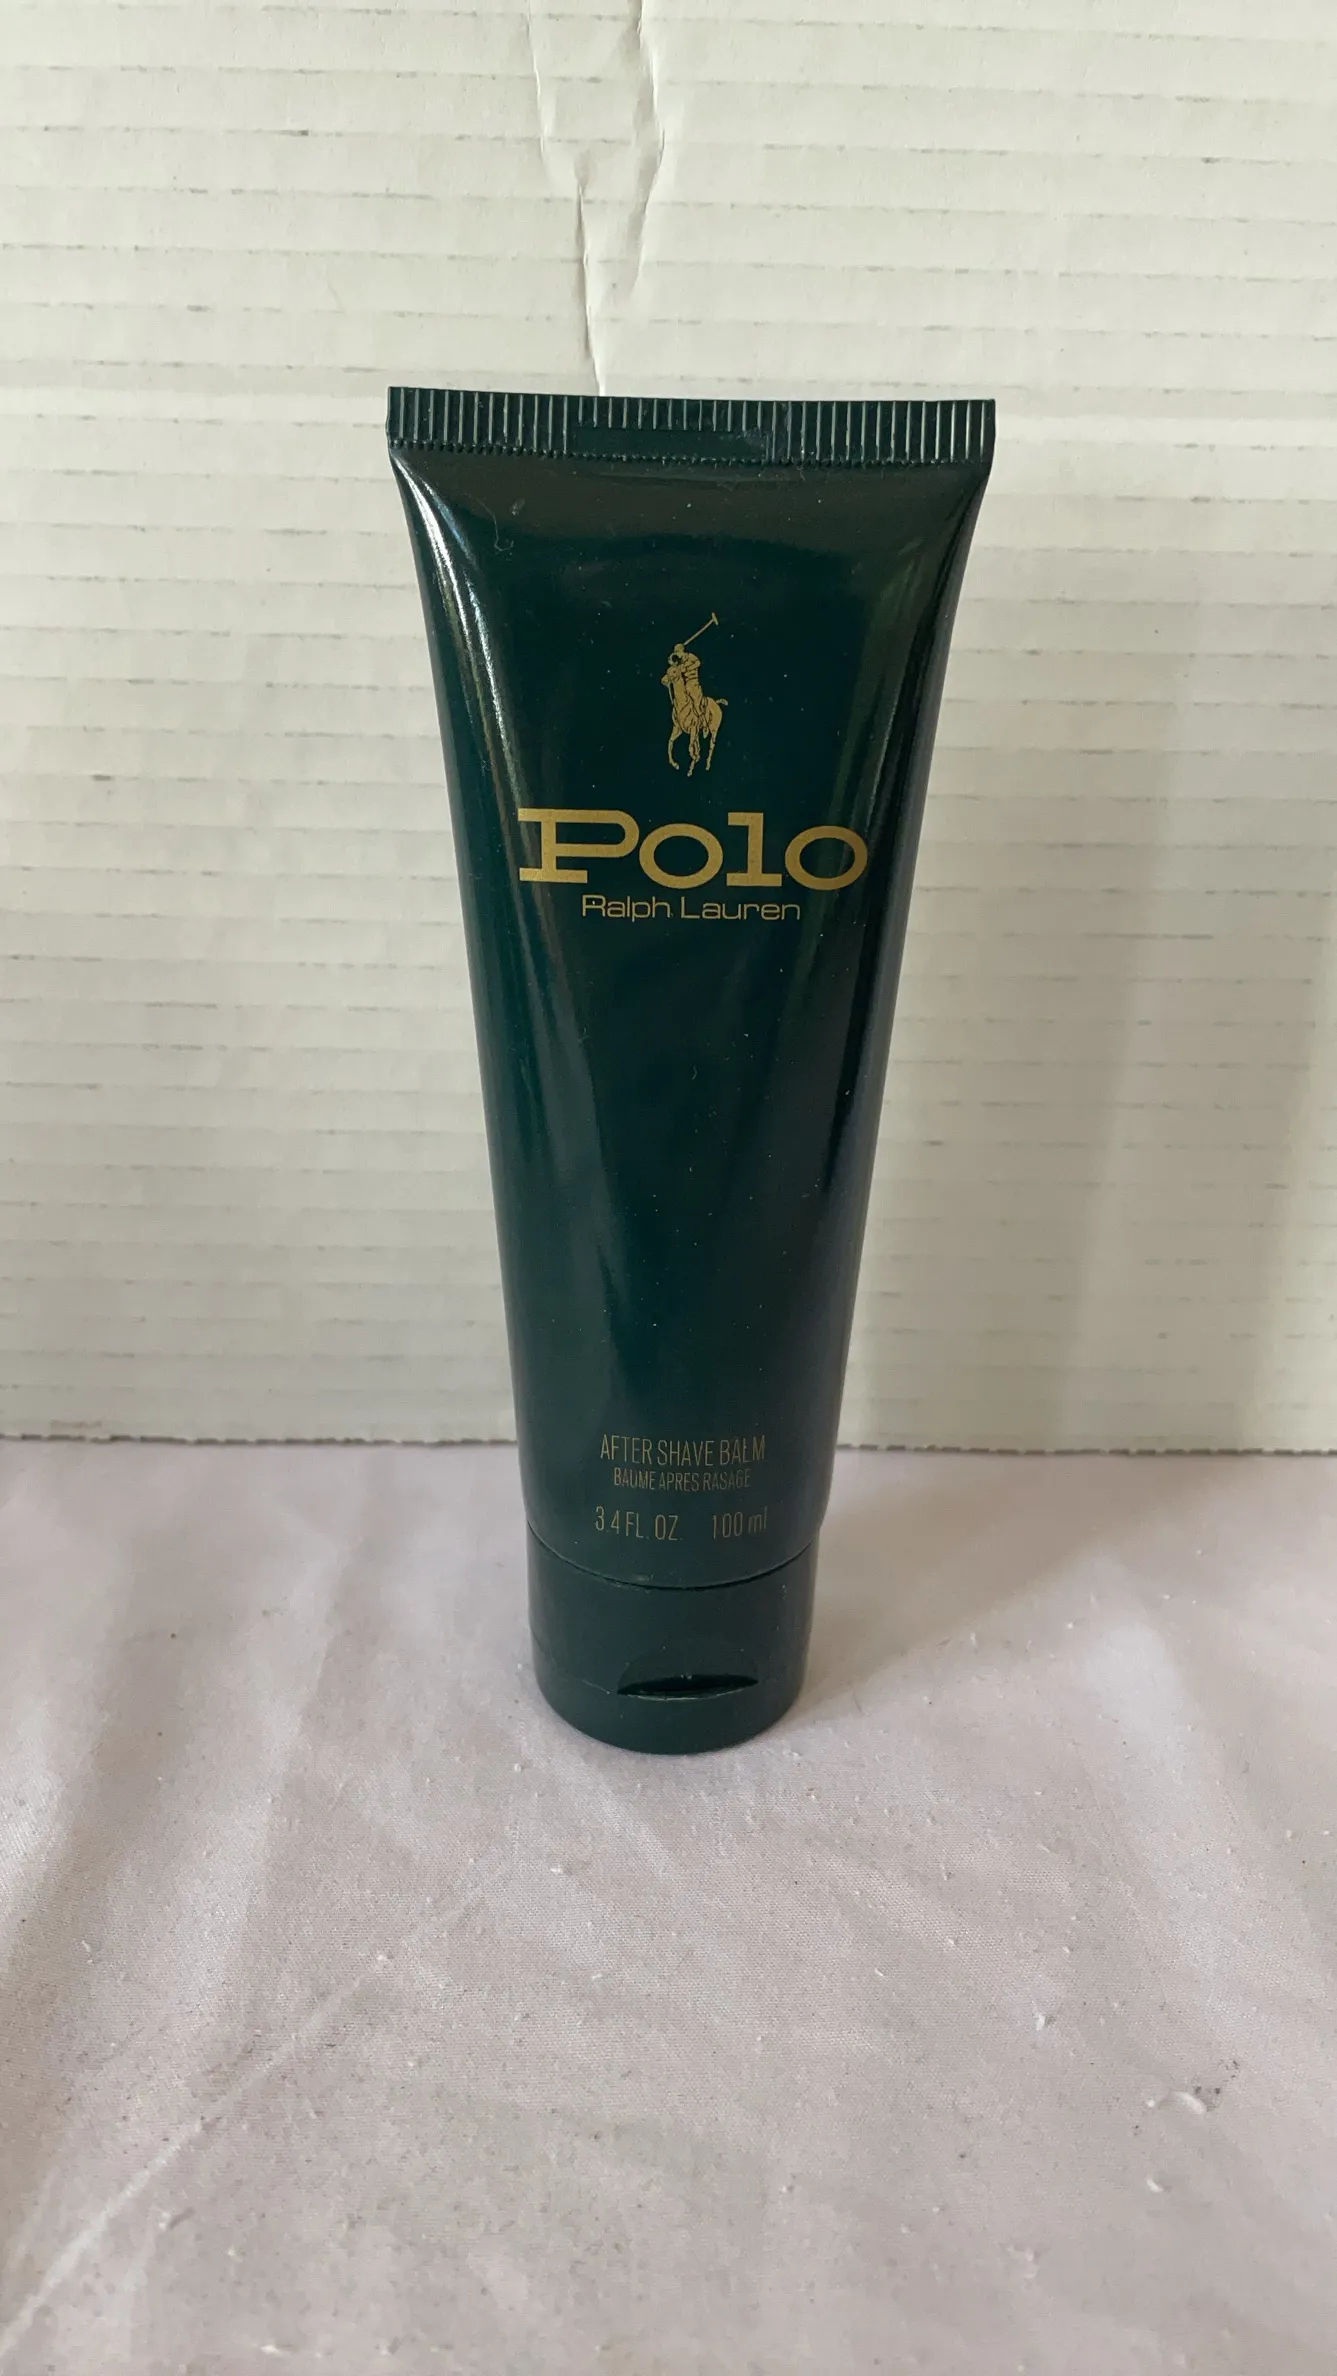 Polo
Ralph Lauren
AFTER SHAVE BALM
BAUME APRES RASAGE
3.4 FL. OZ. 100 ml